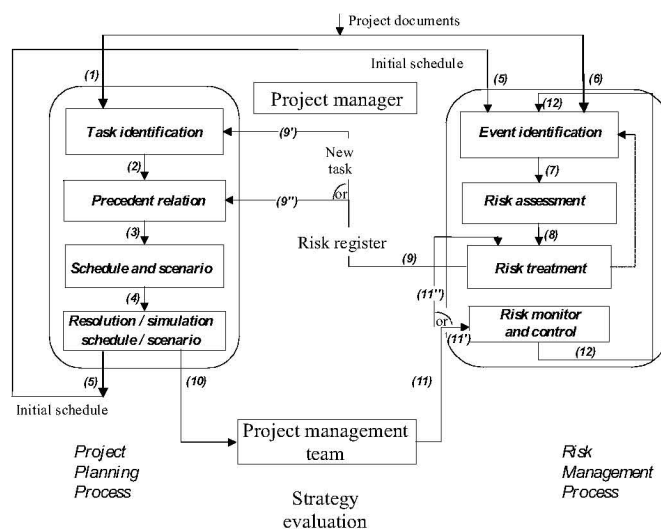 Project documents
Initial schedule
(1)
(5)
(6)
Project manager
(12)
Task identification
(9')
Event identification
(2)
New
task
(7)
Precedent relation
(9'')
or
Risk assessment
(3)
Risk register
(8)
Schedule and scenario
(9)
Risk treatment
(4)
(11'')
Resolution / simulation
schedule / scenario
or
(11')
Risk monitor
and control
(5)
(10)
(11)
(12)
Initial schedule
Project management
team
Project
Planning
Process
Risk
Management
Process
Strategy
evaluation